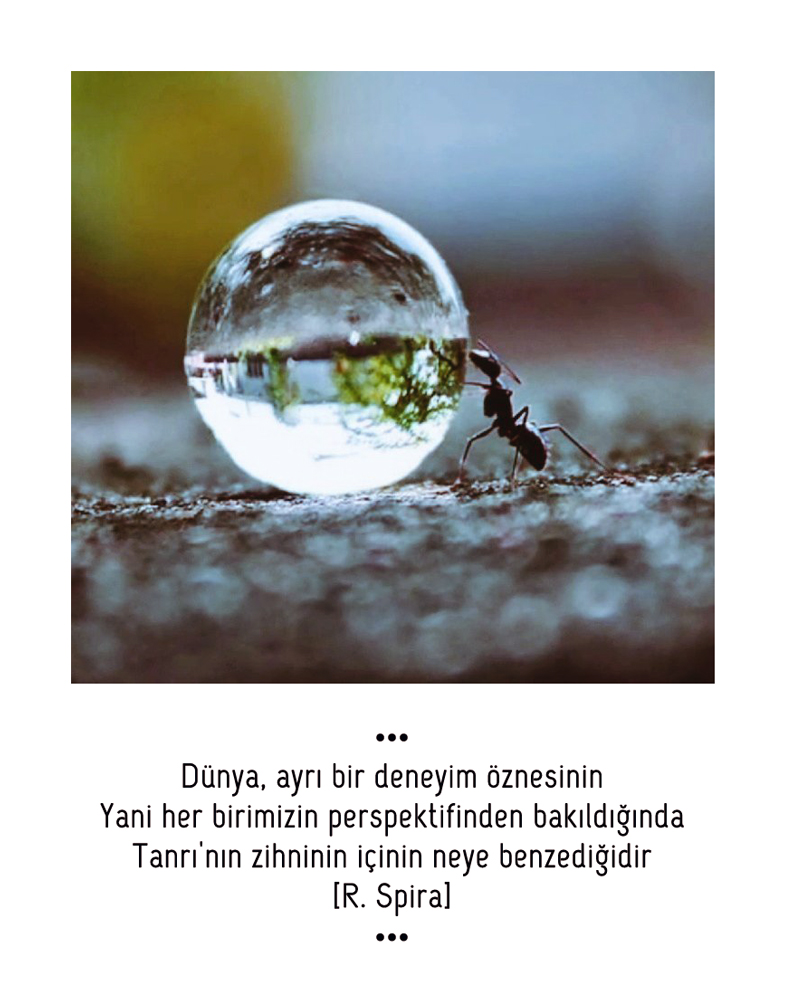 •••
Dünya, ayrı bir deneyim öznesinin
Yani her birimizin perspektifinden bakıldığında
Tanrı'nın zihninin içinin neye benzediğidir
[R. Spira]
•••